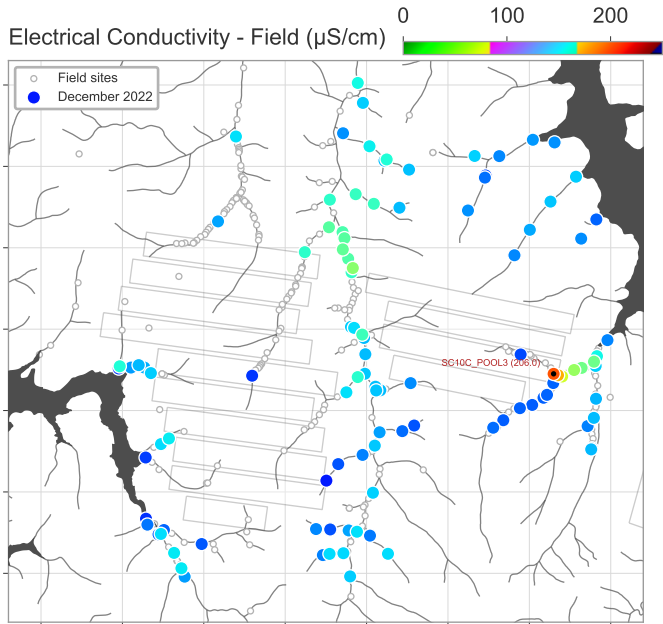 0 100 200
Electrical Conductivity - Field (µS/cm)
Field sites
December 2022
SC10C_POOL3 (206.0)